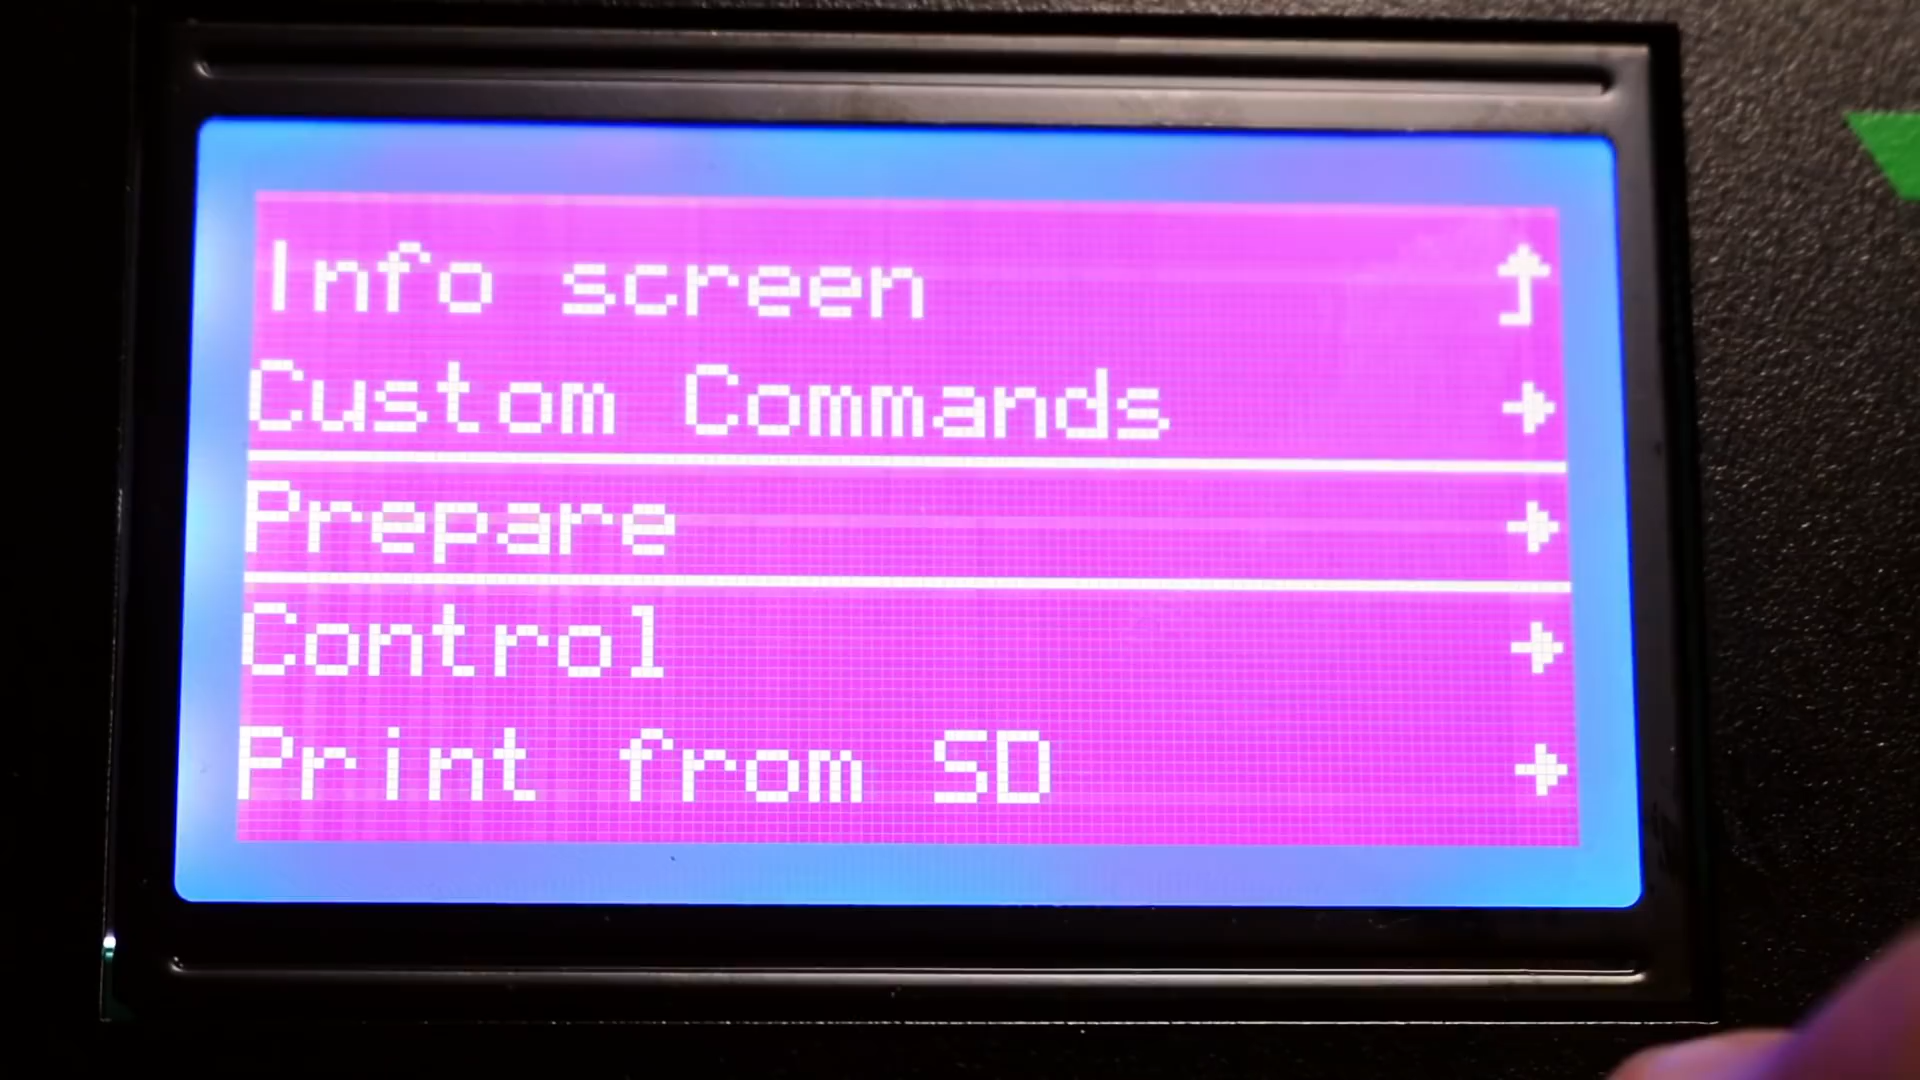 Info screen
Custom Commands
Prepare
Control
Print from SD